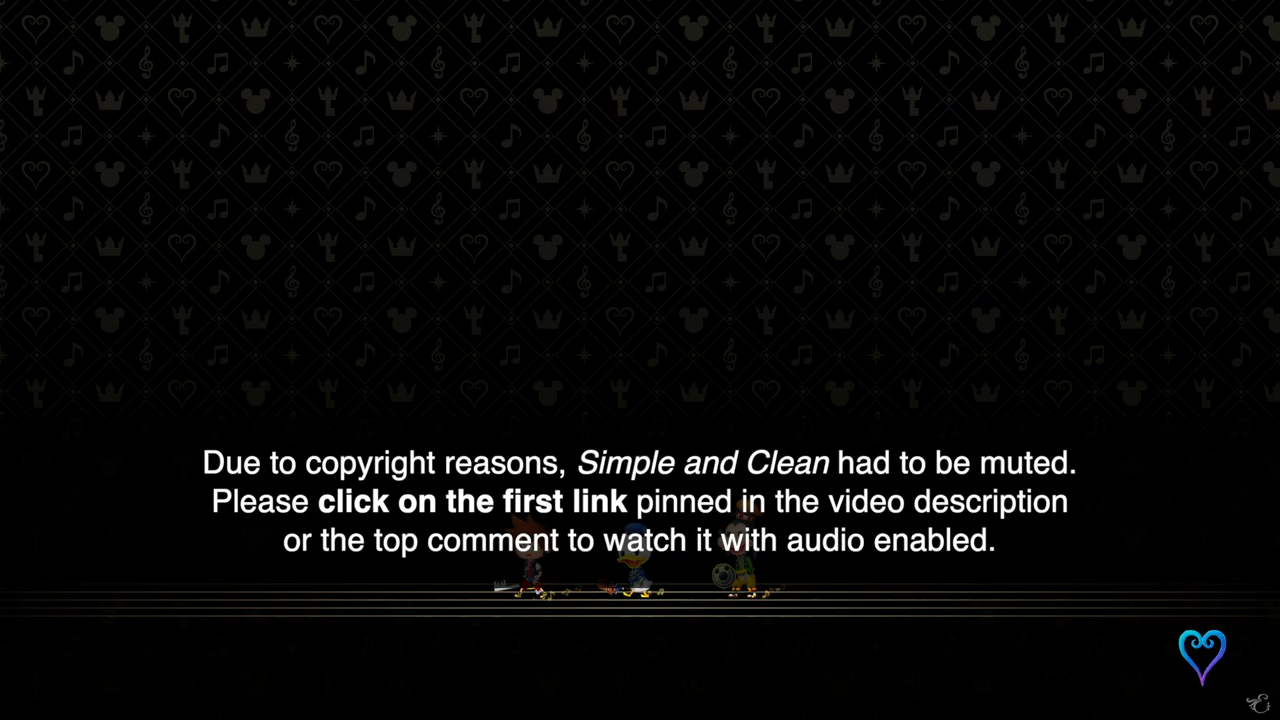 Due to copyright reasons, Simple and Clean had to be muted.
Please click on the first link pinned in the video description
or the top comment to watch it with audio enabled.